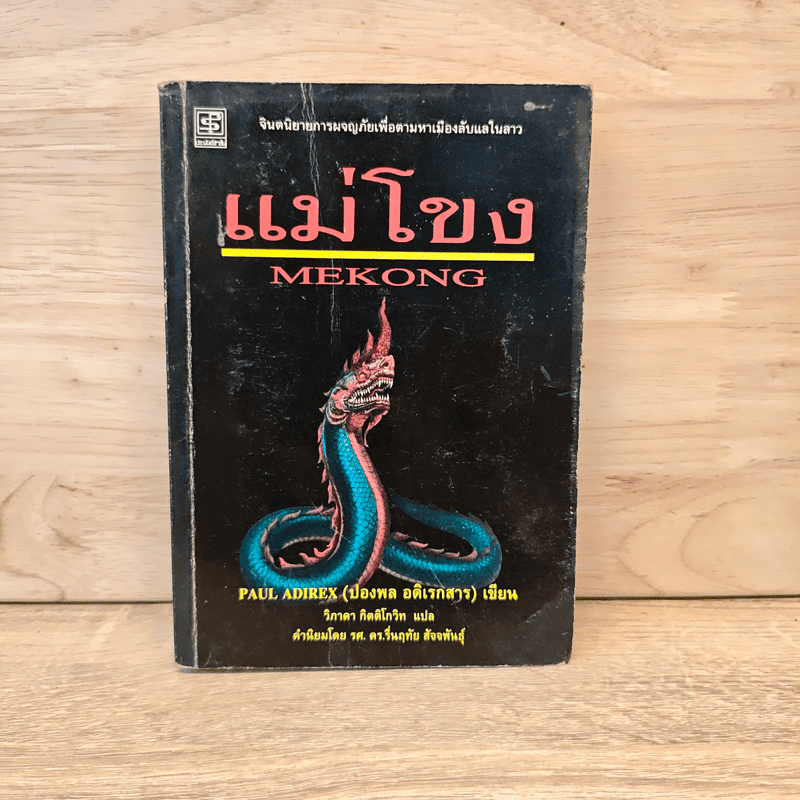 จินตนิยายการผจญภัยเพื่อตามหาเมืองลับแลในลาว
แม่โขง
MEKONG
PAUL ADIREX (ปองพล อดิเรกสาร) เขียน
วิภาดา กิตติโกวิท แปล
คำนิยมโดย รศ. ดร.รื่นฤทัย สัจจพันธุ์